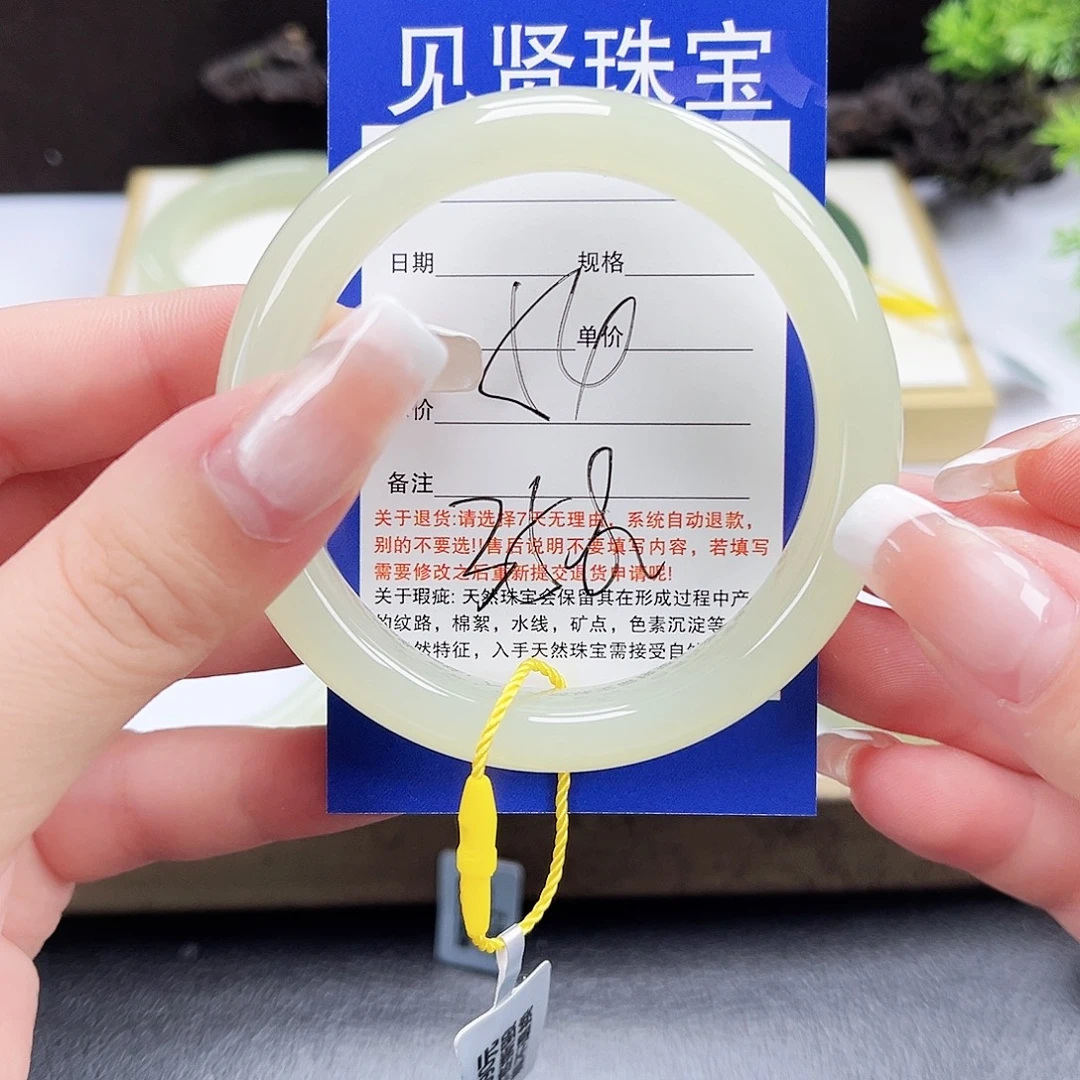 见贤珠宝
日期 规格
单价
价
备注
关于退货:请选择7天无理由,系统自动退款,
别的不要选!!售后说明不要填写内容,若填写
需要修改之后重新提交退货申请呢!
关于瑕疵:天然珠宝会保留其在形成过程中产
的纹路,棉絮,水线,矿点,色素沉淀等
然特征,入手天然珠宝需接受自